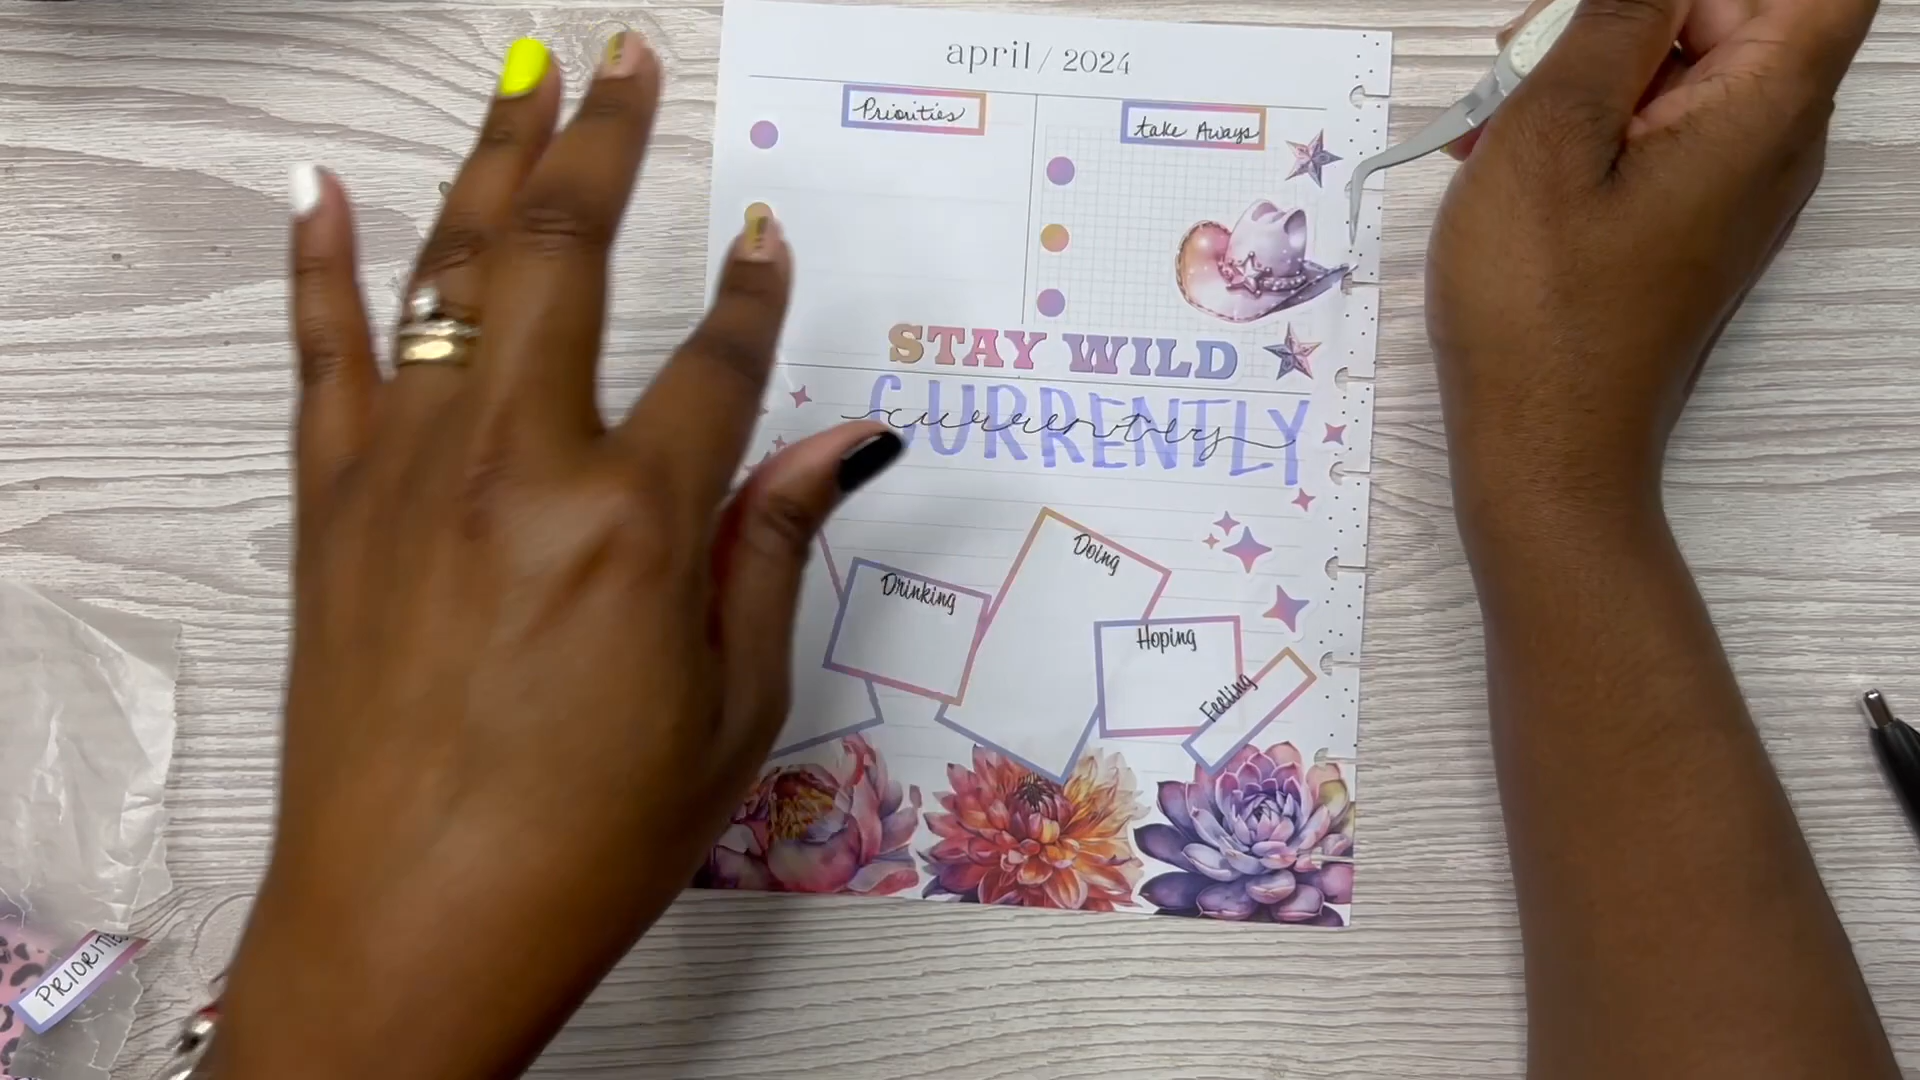 april / 2024
Priorities
take Aways
STAY WILD
CURRENTLY
currently
Doing
Drinking
Hoping
Feeling
PRIORITIE